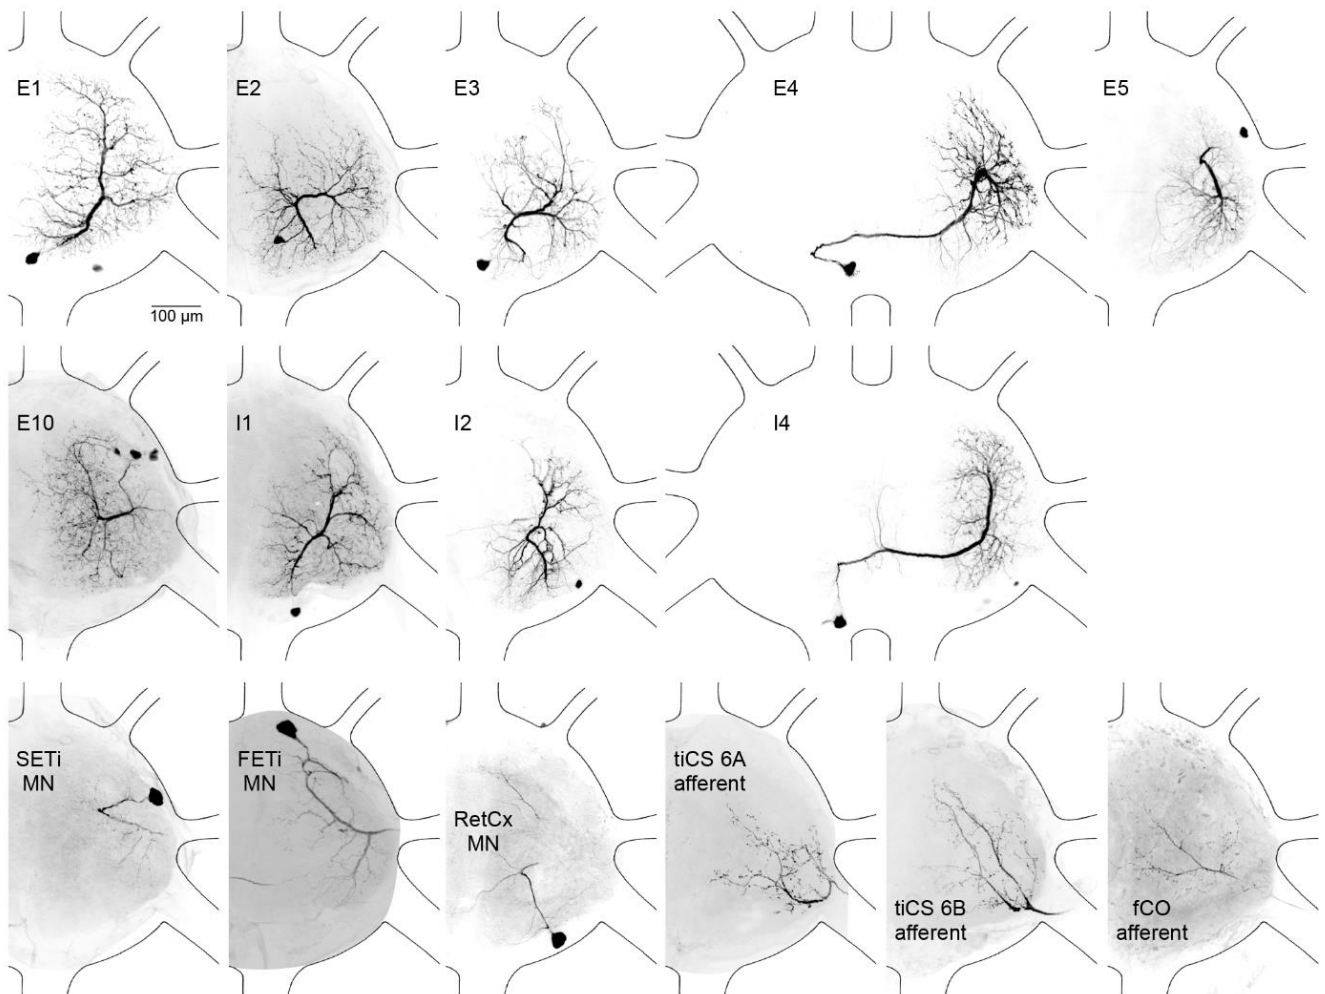 E1
E2
E3
E4
E5
100 µm
E10
I1
I2
I4
SETi
MN
FETi
MN
RetCx
MN
tiCS 6A
afferent
tiCS 6B
afferent
fCO
afferent